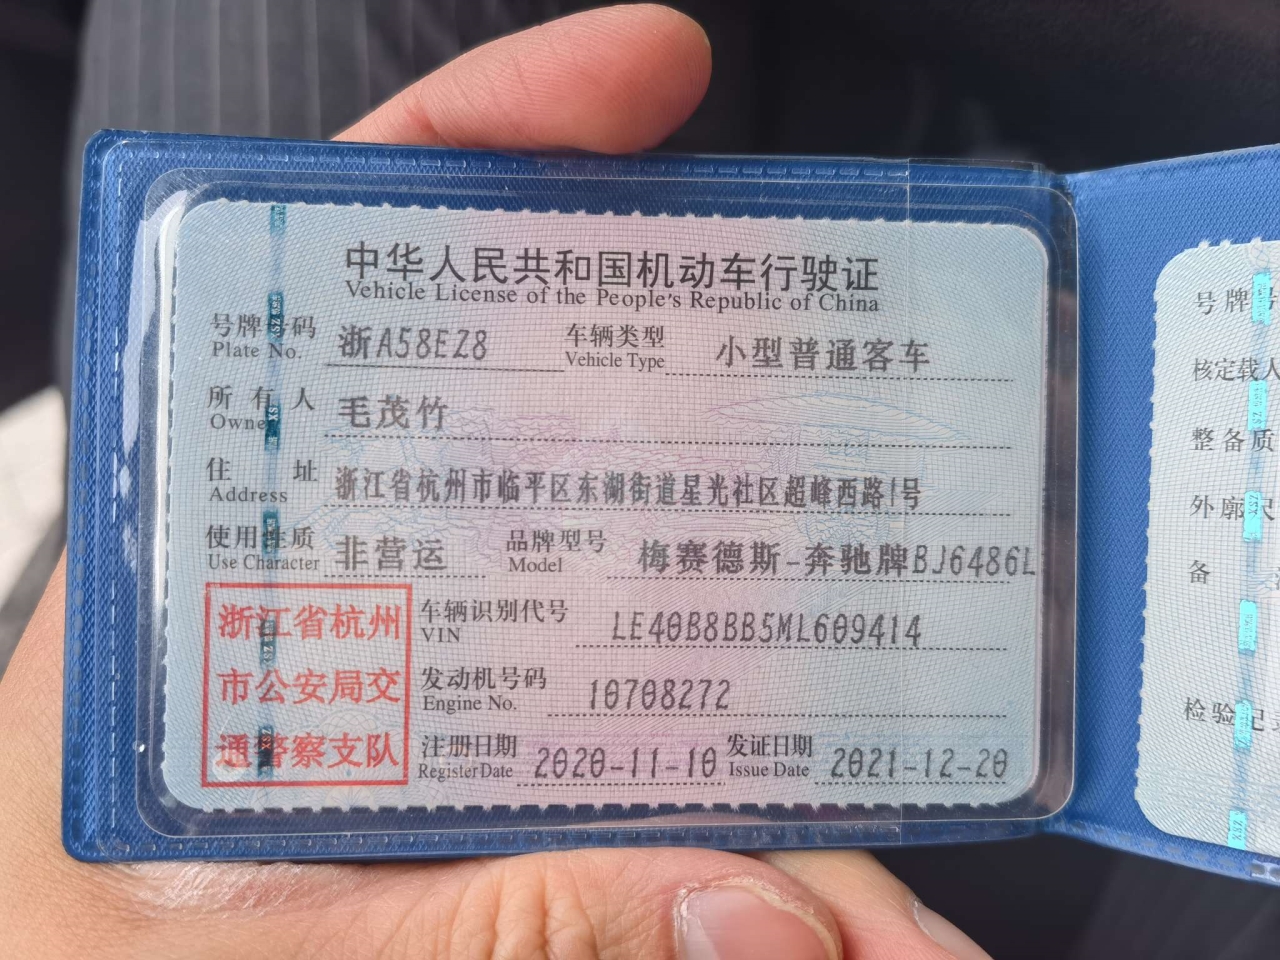 中华人民共和国机动车行驶证
Vehicle License of the People's Republic of China
号牌号码 浙A58EZ8 车辆类型 小型普通客车
Plate No. Vehicle Type
所有人 毛茂竹
Owner
住址 浙江省杭州市临平区东湖街道星光社区超峰西路1号
Address
使用性质 非营运 品牌型号 梅赛德斯-奔驰牌BJ6486L
Use Character Model
浙江省杭州
市公安局交
通警察支队
车辆识别代号 LE40B8BB5ML609414
VIN
发动机号码 10708272
Engine No.
注册日期 2020-11-10 发证日期 2021-12-20
Register Date Issue Date
号牌号
核定载人
整备质
外廓尺
备
检验记